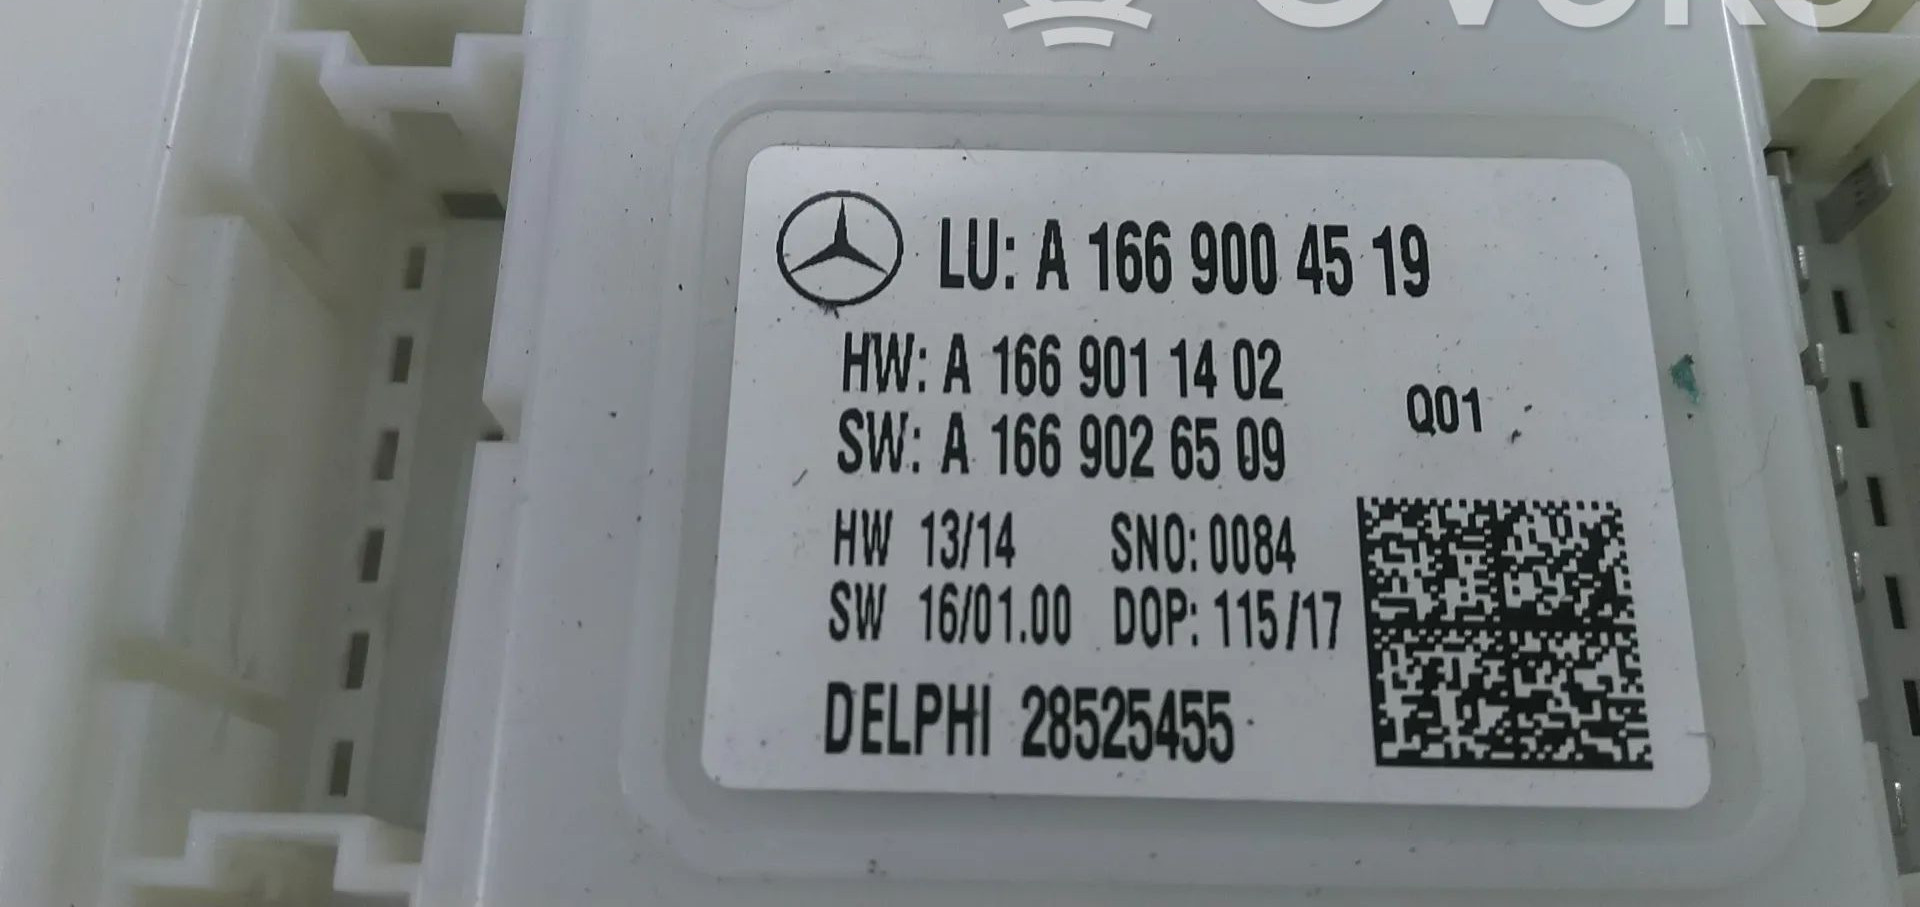 LU: A 166 900 45 19
HW: A 166 901 14 02
SW: A 166 902 65 09
Q01
HW 13/14 SNO: 0084
SW 16/01.00 DOP: 115/17
DELPHI 28525455